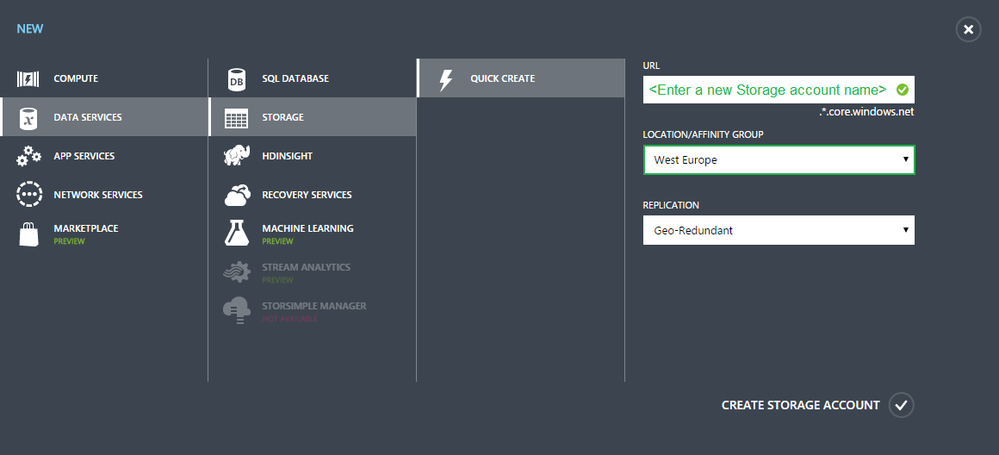 NEW
COMPUTE
DATA SERVICES
APP SERVICES
NETWORK SERVICES
MARKETPLACE
PREVIEW
DB
SQL DATABASE
STORAGE
HDINSIGHT
RECOVERY SERVICES
MACHINE LEARNING
PREVIEW
STREAM ANALYTICS
PREVIEW
STORSIMPLE MANAGER
NOT AVAILABLE
QUICK CREATE
URL
<Enter a new Storage account name>
.*.core.windows.net
LOCATION/AFFINITY GROUP
West Europe
REPLICATION
Geo-Redundant
CREATE STORAGE ACCOUNT